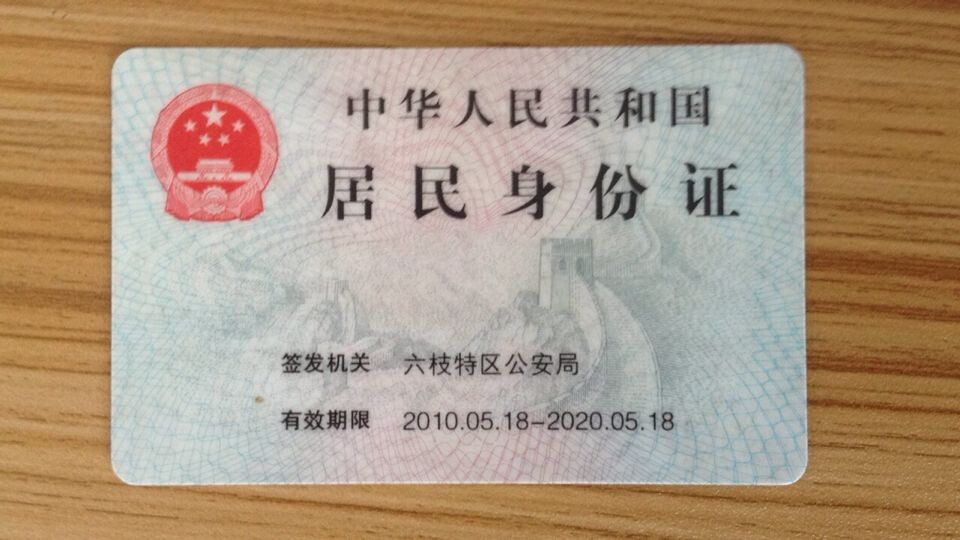 中华人民共和国
居民身份证
签发机关 六枝特区公安局
有效期限 2010.05.18-2020.05.18